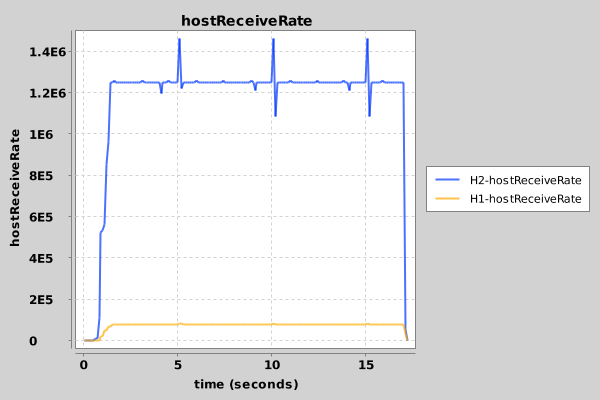 hostReceiveRate
hostReceiveRate
1.4E6
1.2E6
1E6
8E5
6E5
4E5
2E5
0
0
5
10
15
time (seconds)
H2-hostReceiveRate
H1-hostReceiveRate